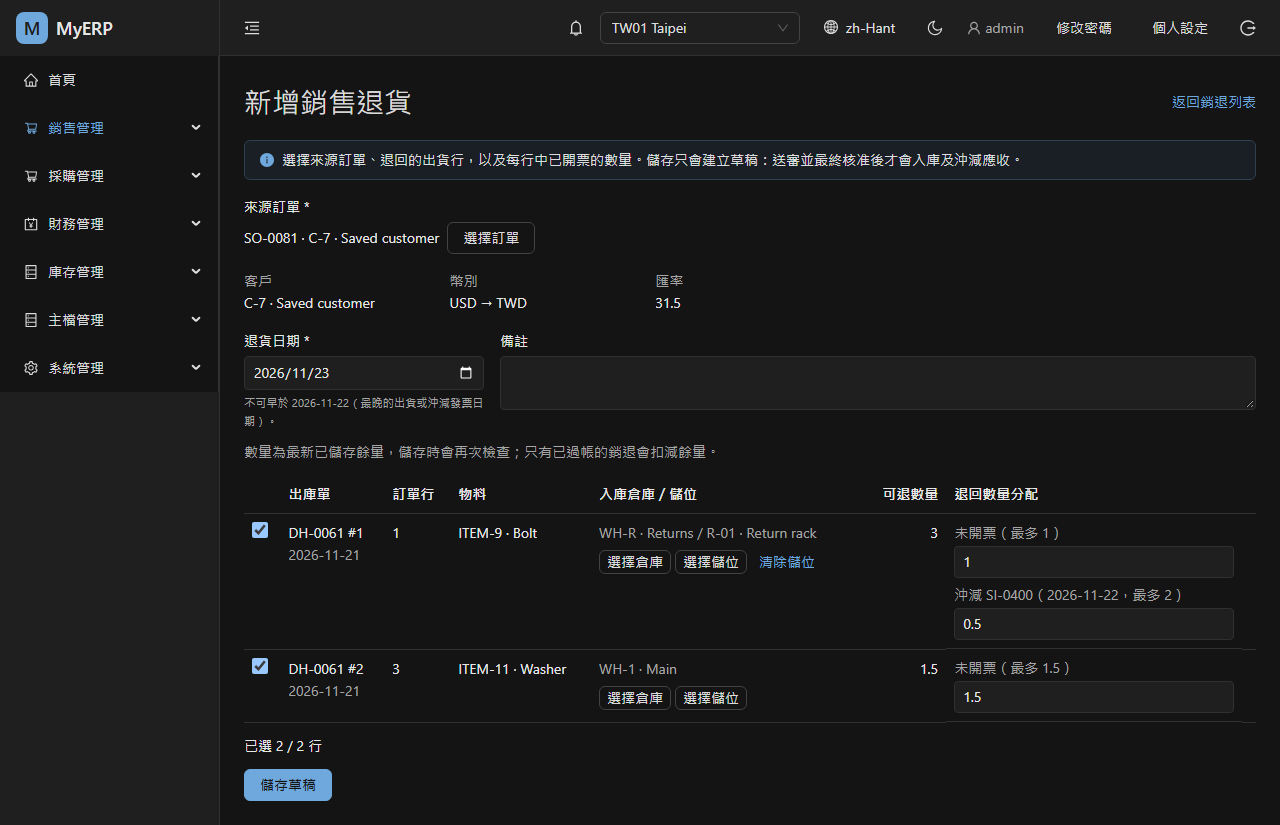 M MyERP
TW01 Taipei
zh-Hant
admin
修改密碼
個人設定
首頁
銷售管理
採購管理
財務管理
庫存管理
主檔管理
系統管理
新增銷售退貨
返回銷退列表
選擇來源訂單、退回的出貨行，以及每行中已開票的數量。儲存只會建立草稿：送審並最終核准後才會入庫及沖減應收。
來源訂單 *
SO-0081 · C-7 · Saved customer 選擇訂單
客戶 幣別 匯率
C-7 · Saved customer USD → TWD 31.5
退貨日期 * 備註
2026/11/23
不可早於 2026-11-22（最晚的出貨或沖減發票日
期）。
數量為最新已儲存餘量，儲存時會再次檢查；只有已過帳的銷退會扣減餘量。
出庫單 訂單行 物料 入庫倉庫 / 儲位 可退數量 退回數量分配
DH-0061 #1 1 ITEM-9 · Bolt WH-R · Returns / R-01 · Return rack 3 未開票（最多 1）
2026-11-21
選擇倉庫 選擇儲位 清除儲位 1
沖減 SI-0400（2026-11-22，最多 2）
0.5
DH-0061 #2 3 ITEM-11 · Washer WH-1 · Main 1.5 未開票（最多 1.5）
2026-11-21
選擇倉庫 選擇儲位 1.5
已選 2 / 2 行
儲存草稿